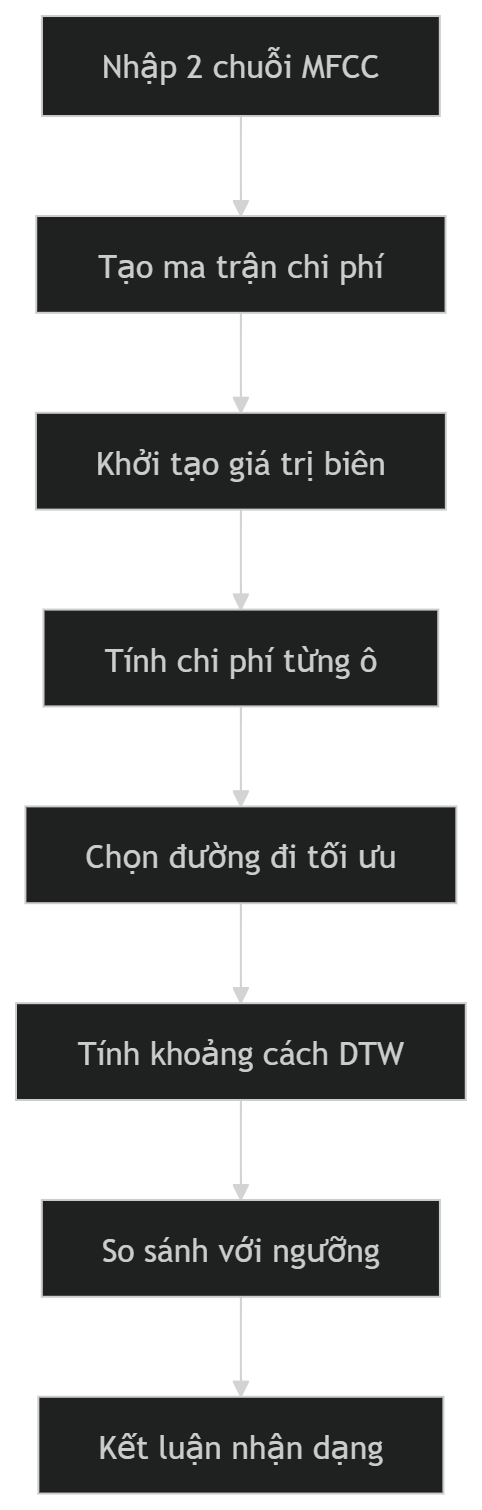 Nhập 2 chuỗi MFCC
Tạo ma trận chi phí
Khởi tạo giá trị biên
Tính chi phí từng ô
Chọn đường đi tối ưu
Tính khoảng cách DTW
So sánh với ngưỡng
Kết luận nhận dạng